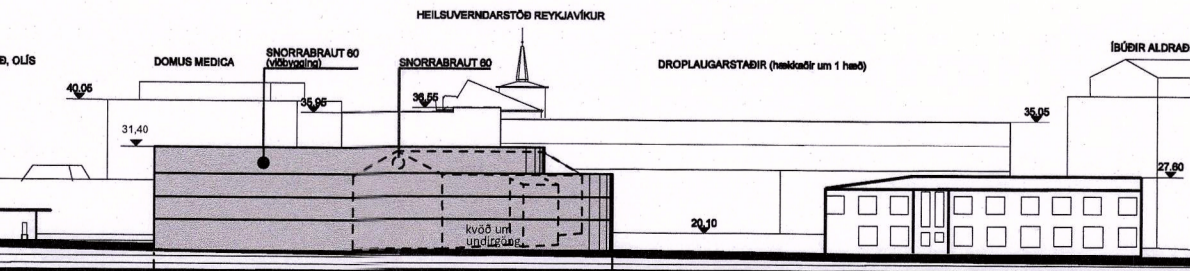 HEILSUVERNDARSTÖÐ REYKJAVÍKUR
Ð, OLÍS
DOMUS MEDICA
SNORRABRAUT 60
(viðbygging)
SNORRABRAUT 60
DROPLAUGARSTAÐIR (hækkaðir um 1 hæð)
ÍBÚÐIR ALDRAÐ
40.05
35.95
36.55
35.05
31,40
27.60
20.10
kvöð um
undirgöng